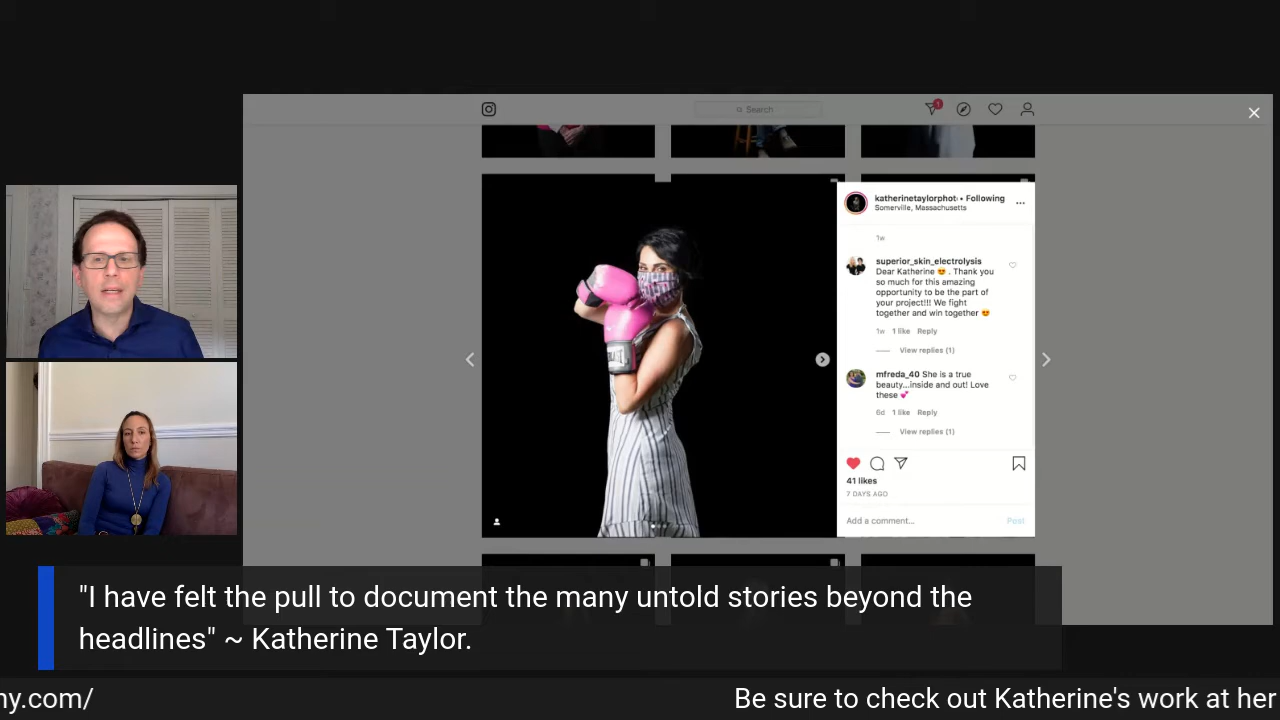 Search
1
katherinetaylorphot • Following
Somerville, Massachusetts
1w
superior_skin_electrolysis
Dear Katherine 😍 . Thank you
so much for this amazing
opportunity to be the part of
your project!!! We fight
together and win together 😍
1w 1 like Reply
View replies (1)
mfreda_40 She is a true
beauty...inside and out! Love
these 💕
6d 1 like Reply
View replies (1)
41 likes
7 DAYS AGO
Add a comment... Post
"I have felt the pull to document the many untold stories beyond the
headlines" ~ Katherine Taylor.
ny.com/ Be sure to check out Katherine's work at her